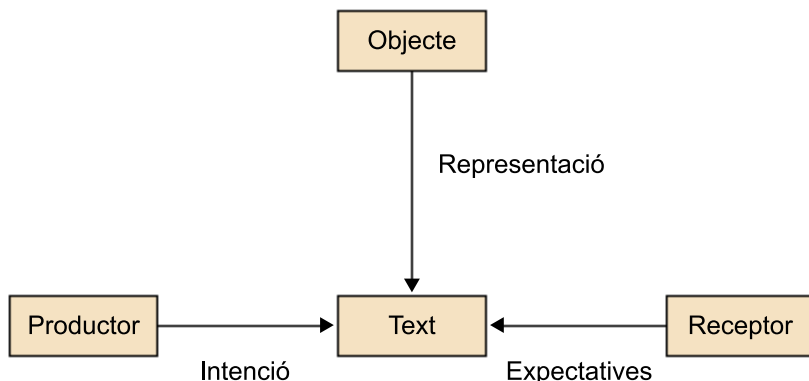 Objecte
Representació
Productor
Text
Receptor
Intenció
Expectatives